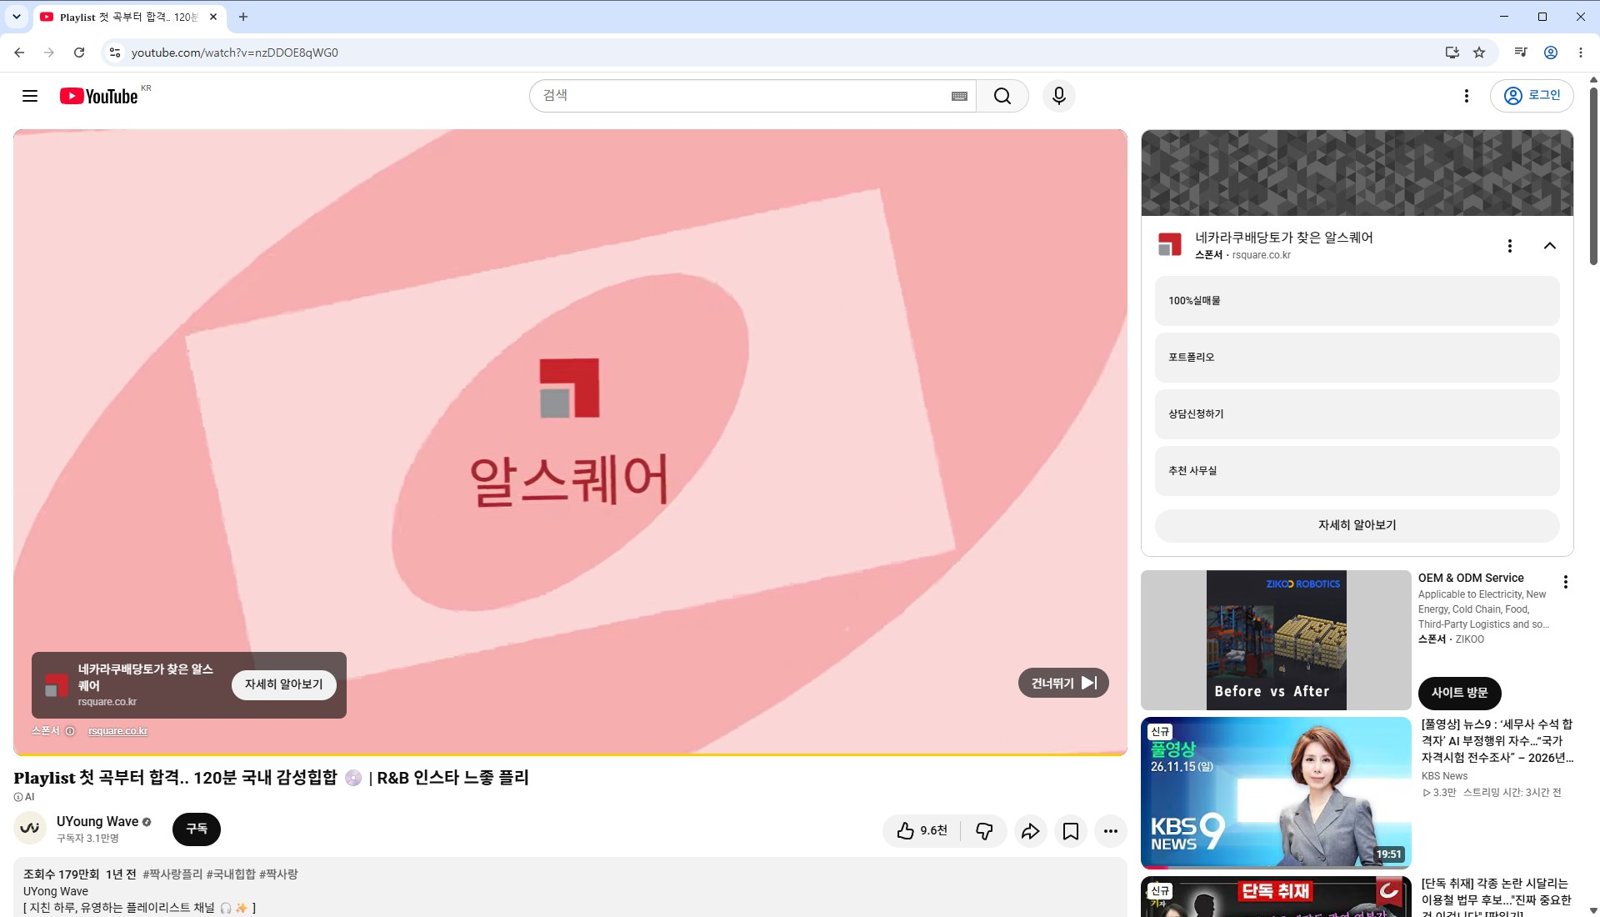 Playlist 첫 곡부터 합격.. 120분
youtube.com/watch?v=nzDDOE8qWG0
YouTube KR
검색
로그인
알스퀘어
네카라쿠배당토가 찾은 알스
퀘어
rsquare.co.kr
자세히 알아보기
건너뛰기
스폰서
rsquare.co.kr
Playlist 첫 곡부터 합격.. 120분 국내 감성힙합 💿 | R&B 인스타 느좋 플리
AI
UYoung Wave
구독자 3.1만명
구독
9.6천
조회수 179만회 1년 전 #짝사랑플리 #국내힙합 #짝사랑
UYong Wave
[ 지친 하루, 유영하는 플레이리스트 채널 🎧 ✨ ]
네카라쿠배당토가 찾은 알스퀘어
스폰서 · rsquare.co.kr
100%실매물
포트폴리오
상담신청하기
추천 사무실
자세히 알아보기
ZIKOO ROBOTICS
Before vs After
OEM & ODM Service
Applicable to Electricity, New
Energy, Cold Chain, Food,
Third-Party Logistics and so...
스폰서 · ZIKOO
사이트 방문
신규
풀영상
26.11.15 (일)
KBS
NEWS 9
19:51
[풀영상] 뉴스9 : ‘세무사 수석 합
격자’ AI 부정행위 자수…“국가
자격시험 전수조사” – 2026년...
KBS News
3.3만 스트리밍 시간: 3시간 전
신규
단독 취재
기자
[단독 취재] 각종 논란 시달리는
이용철 법무 후보..."진짜 중요한